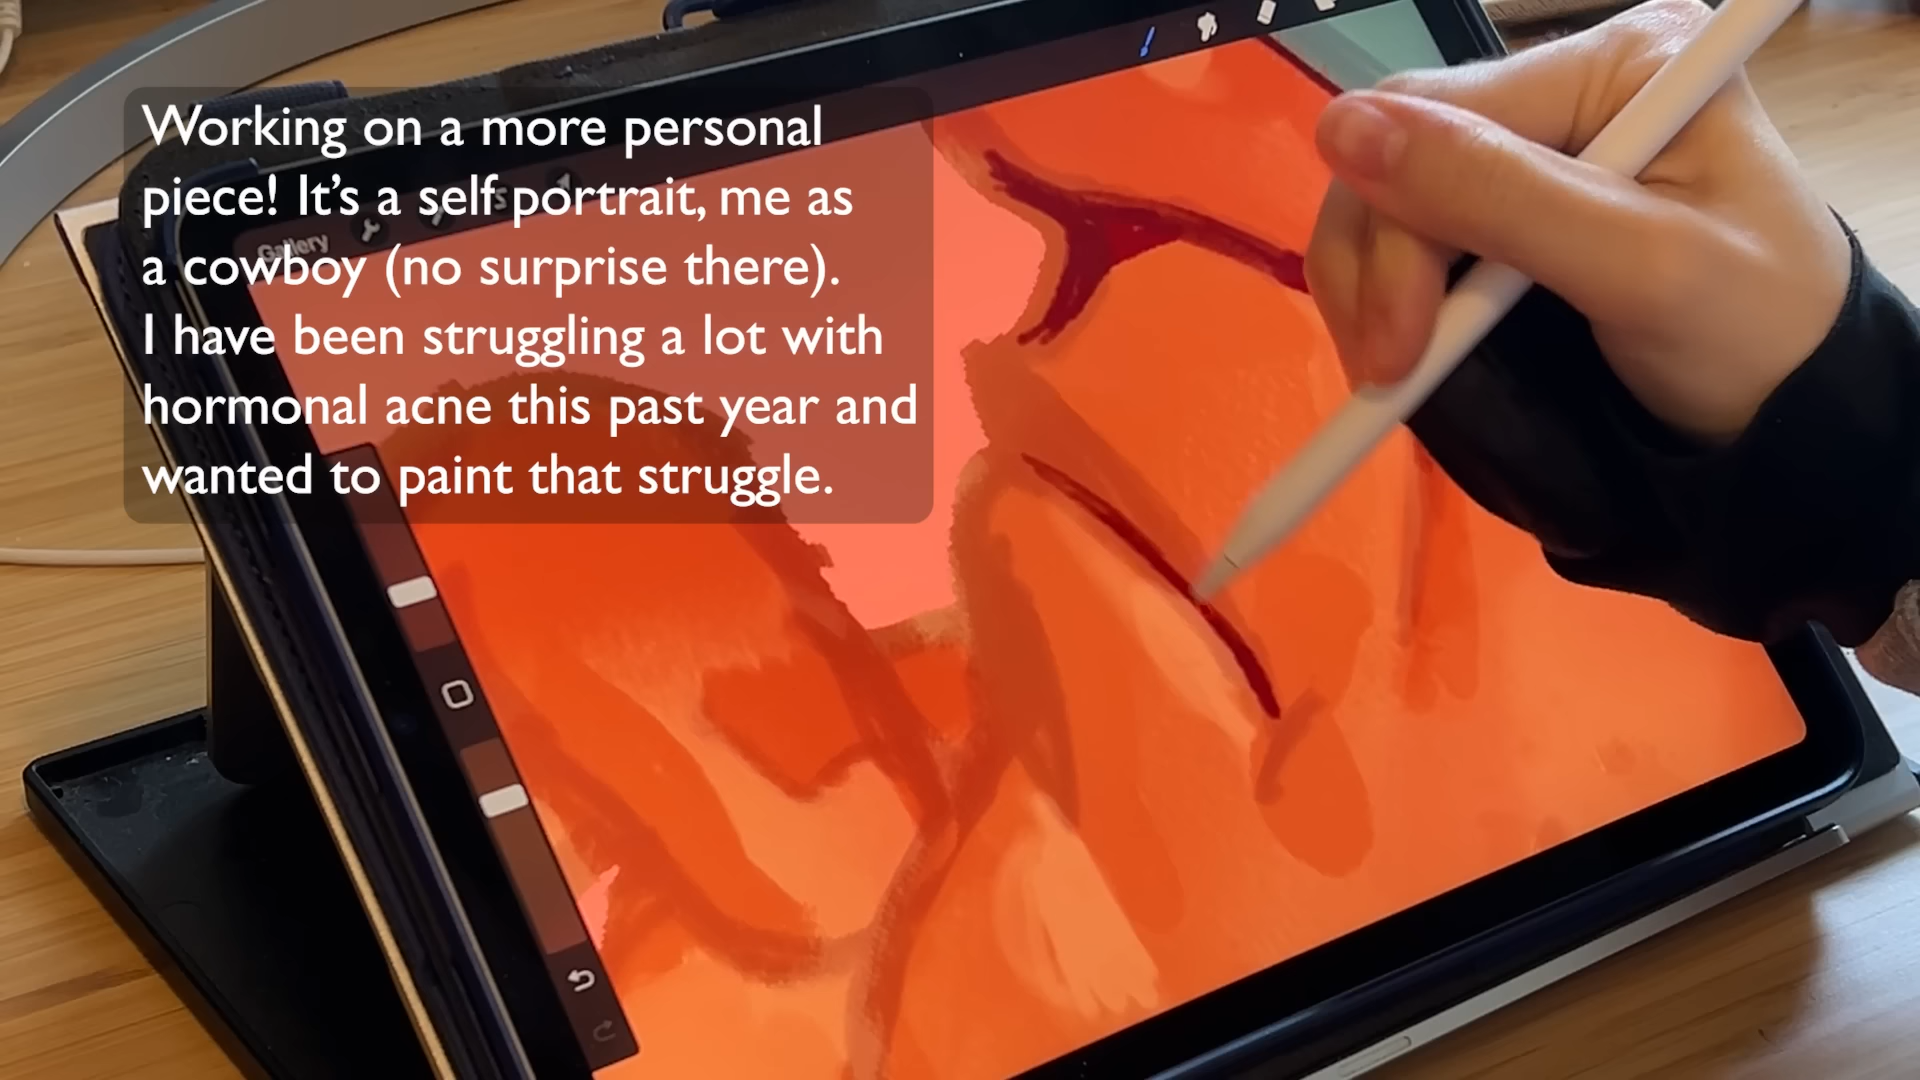 Working on a more personal
piece! It's a self portrait, me as
a cowboy (no surprise there).
I have been struggling a lot with
hormonal acne this past year and
wanted to paint that struggle.
Gallery